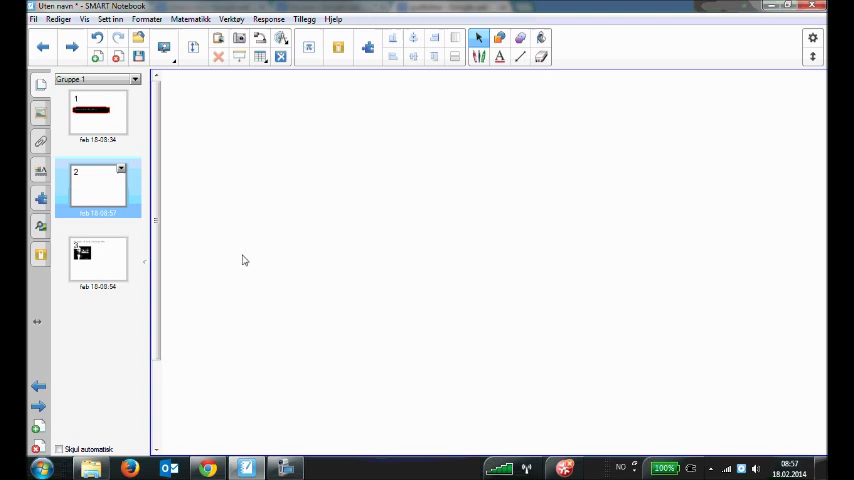 Uten navn * - SMART Notebook
Fil Rediger Vis Sett inn Formater Matematikk Verktøy Response Tillegg Hjelp
Gruppe 1
1
feb 18-08:34
2
feb 18-08:57
3
feb 18-08:54
Skjul automatisk
NO
100%
08:57
18.02.2014